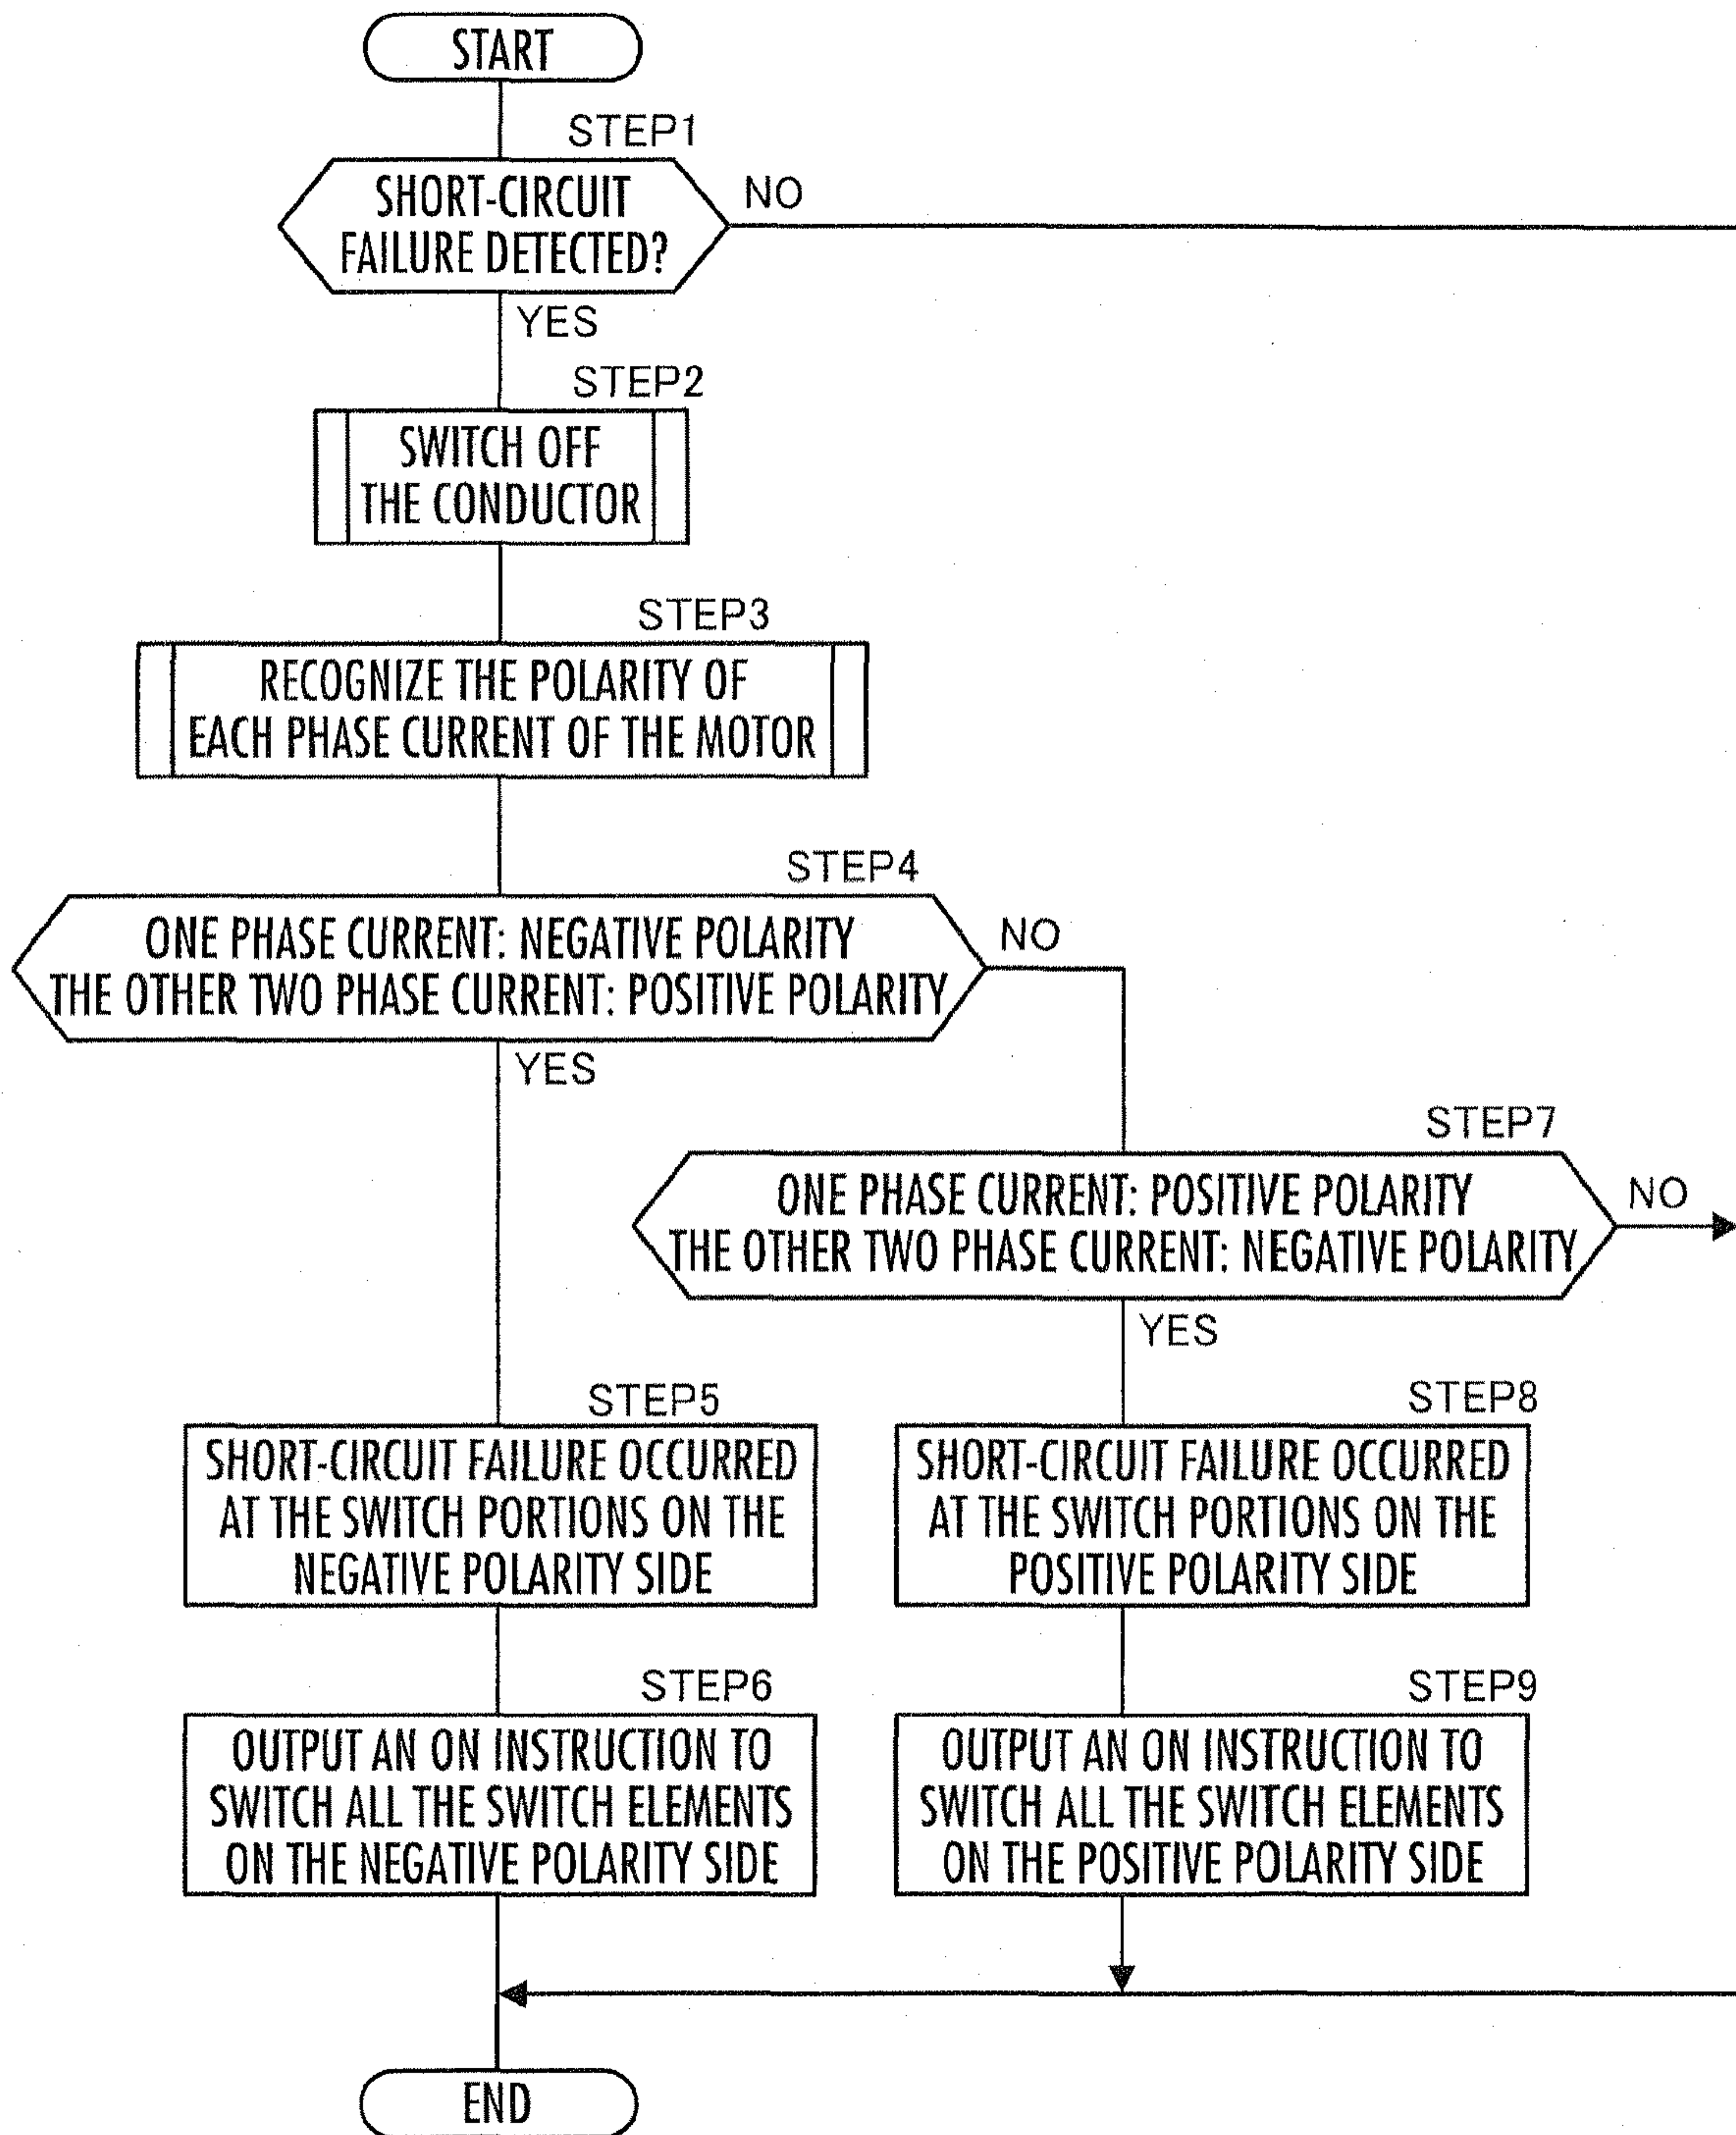 START
STEP1
SHORT-CIRCUIT
FAILURE DETECTED?
NO
YES
STEP2
SWITCH OFF
THE CONDUCTOR
STEP3
RECOGNIZE THE POLARITY OF
EACH PHASE CURRENT OF THE MOTOR
STEP4
ONE PHASE CURRENT: NEGATIVE POLARITY
THE OTHER TWO PHASE CURRENT: POSITIVE POLARITY
NO
YES
STEP7
ONE PHASE CURRENT: POSITIVE POLARITY
THE OTHER TWO PHASE CURRENT: NEGATIVE POLARITY
NO
YES
STEP5
SHORT-CIRCUIT FAILURE OCCURRED
AT THE SWITCH PORTIONS ON THE
NEGATIVE POLARITY SIDE
STEP8
SHORT-CIRCUIT FAILURE OCCURRED
AT THE SWITCH PORTIONS ON THE
POSITIVE POLARITY SIDE
STEP6
OUTPUT AN ON INSTRUCTION TO
SWITCH ALL THE SWITCH ELEMENTS
ON THE NEGATIVE POLARITY SIDE
STEP9
OUTPUT AN ON INSTRUCTION TO
SWITCH ALL THE SWITCH ELEMENTS
ON THE POSITIVE POLARITY SIDE
END